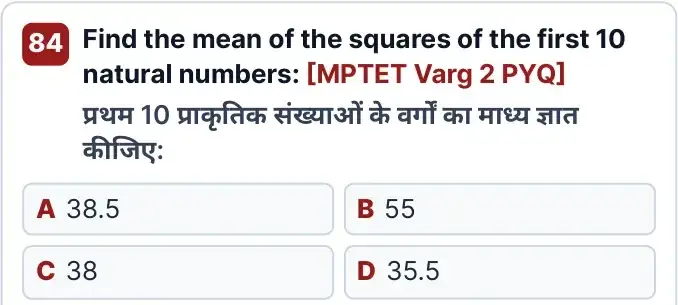 84 Find the mean of the squares of the first 10
natural numbers: [MPTET Varg 2 PYQ]
प्रथम 10 प्राकृतिक संख्याओं के वर्गों का माध्य ज्ञात
कीजिए:
A 38.5
B 55
C 38
D 35.5